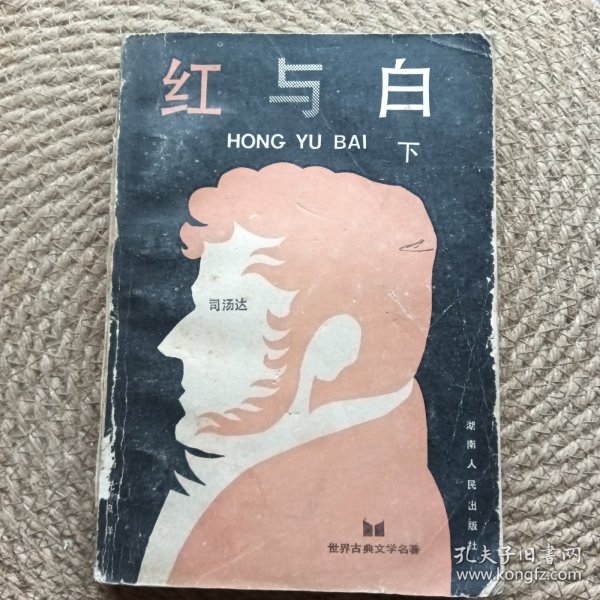 红与白
HONG YU BAI
下
司汤达
湖南人民出版社
世界古典文学名著
孔夫子旧书网
www.kongfz.com